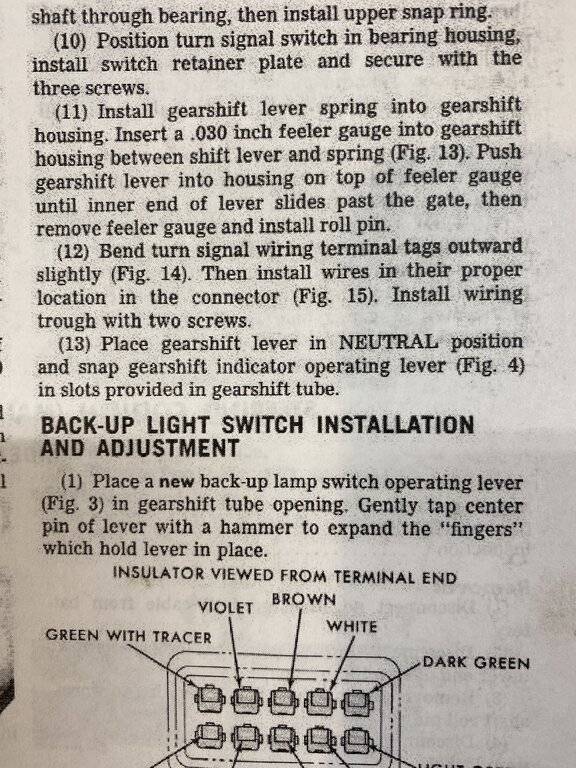 shaft through bearing, then install upper snap ring.
(10) Position turn signal switch in bearing housing,
install switch retainer plate and secure with the
three screws.
(11) Install gearshift lever spring into gearshift
housing. Insert a .030 inch feeler gauge into gearshift
housing between shift lever and spring (Fig. 13). Push
gearshift lever into housing on top of feeler gauge
until inner end of lever slides past the gate, then
remove feeler gauge and install roll pin.
(12) Bend turn signal wiring terminal tags outward
slightly (Fig. 14). Then install wires in their proper
location in the connector (Fig. 15). Install wiring
trough with two screws.
(13) Place gearshift lever in NEUTRAL position
and snap gearshift indicator operating lever (Fig. 4)
in slots provided in gearshift tube.
BACK-UP LIGHT SWITCH INSTALLATION
AND ADJUSTMENT
(1) Place a new back-up lamp switch operating lever
(Fig. 3) in gearshift tube opening. Gently tap center
pin of lever with a hammer to expand the "fingers"
which hold lever in place.
INSULATOR VIEWED FROM TERMINAL END
BROWN
VIOLET
WHITE
GREEN WITH TRACER
DARK GREEN